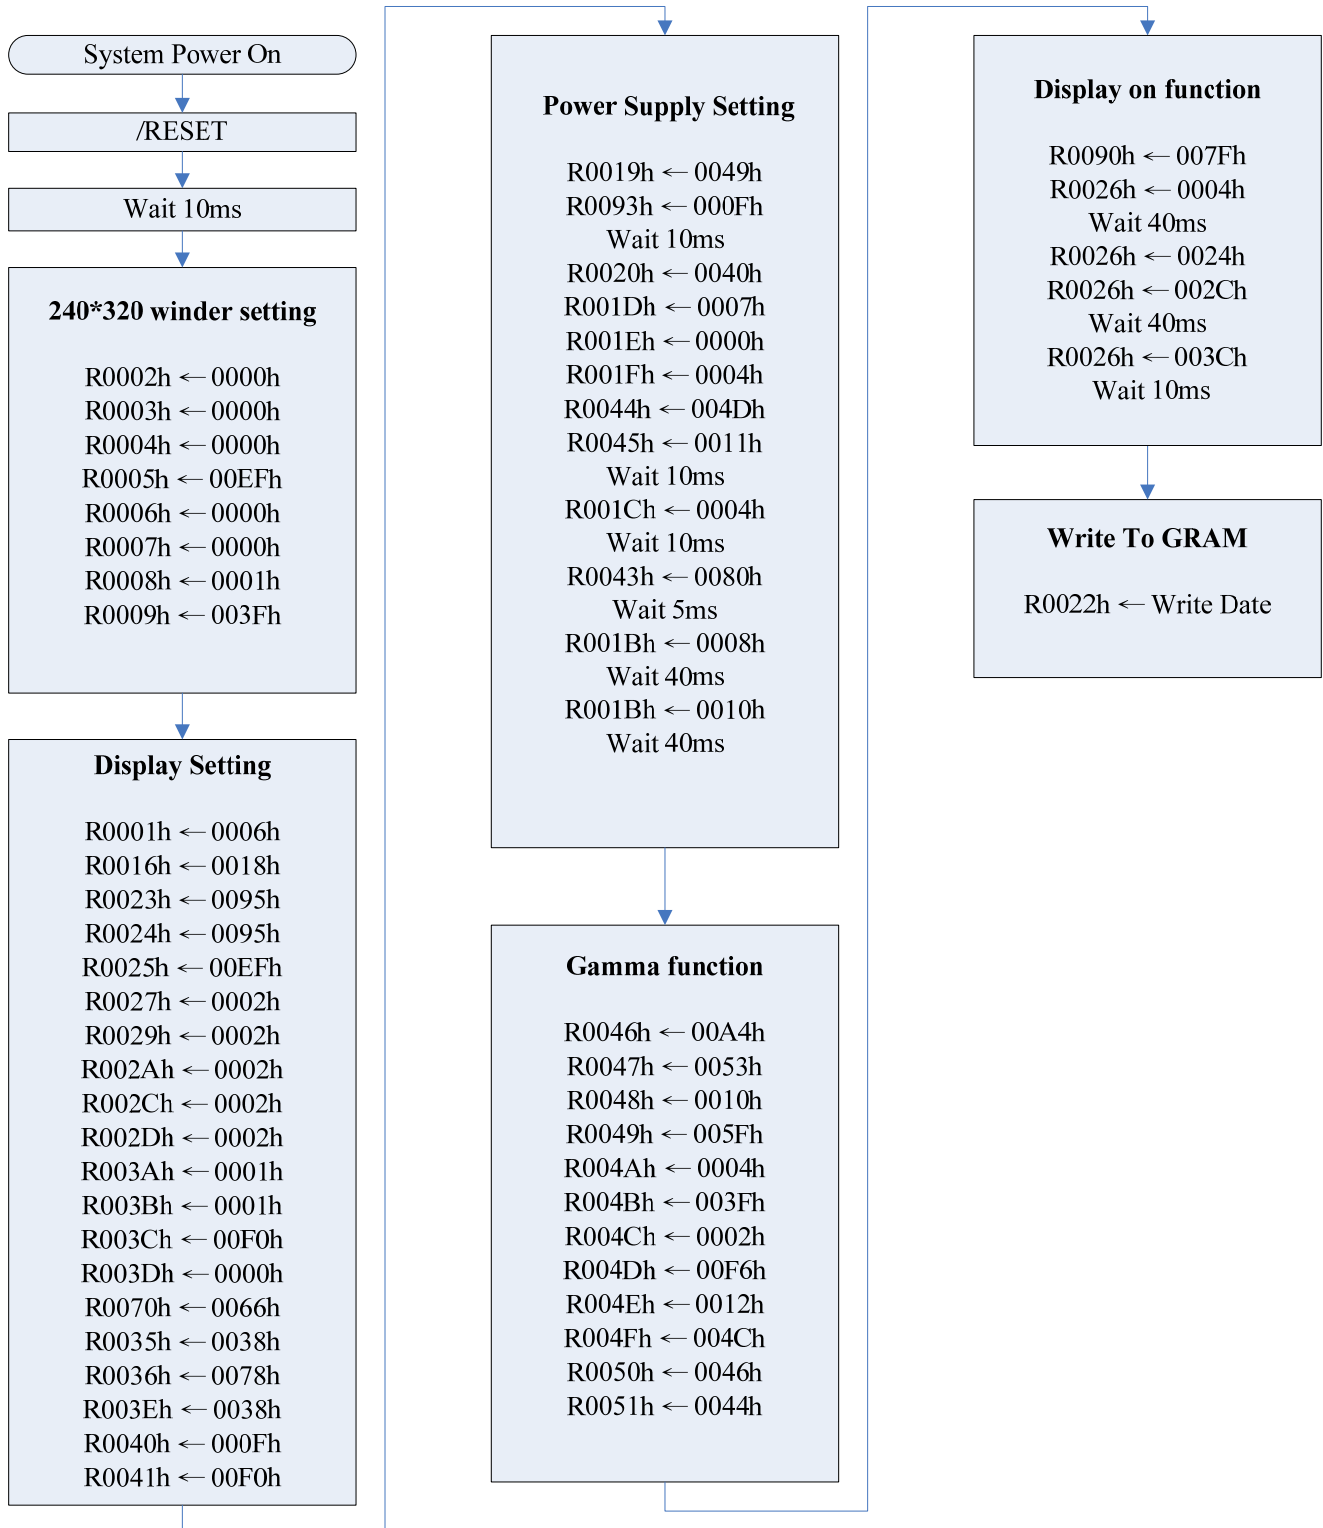 System Power On
/RESET
Wait 10ms
240*320 winder setting
R0002h ← 0000h
R0003h ← 0000h
R0004h ← 0000h
R0005h ← 00EFh
R0006h ← 0000h
R0007h ← 0000h
R0008h ← 0001h
R0009h ← 003Fh
Display Setting
R0001h ← 0006h
R0016h ← 0018h
R0023h ← 0095h
R0024h ← 0095h
R0025h ← 00EFh
R0027h ← 0002h
R0029h ← 0002h
R002Ah ← 0002h
R002Ch ← 0002h
R002Dh ← 0002h
R003Ah ← 0001h
R003Bh ← 0001h
R003Ch ← 00F0h
R003Dh ← 0000h
R0070h ← 0066h
R0035h ← 0038h
R0036h ← 0078h
R003Eh ← 0038h
R0040h ← 000Fh
R0041h ← 00F0h
Power Supply Setting
R0019h ← 0049h
R0093h ← 000Fh
Wait 10ms
R0020h ← 0040h
R001Dh ← 0007h
R001Eh ← 0000h
R001Fh ← 0004h
R0044h ← 004Dh
R0045h ← 0011h
Wait 10ms
R001Ch ← 0004h
Wait 10ms
R0043h ← 0080h
Wait 5ms
R001Bh ← 0008h
Wait 40ms
R001Bh ← 0010h
Wait 40ms
Gamma function
R0046h ← 00A4h
R0047h ← 0053h
R0048h ← 0010h
R0049h ← 005Fh
R004Ah ← 0004h
R004Bh ← 003Fh
R004Ch ← 0002h
R004Dh ← 00F6h
R004Eh ← 0012h
R004Fh ← 004Ch
R0050h ← 0046h
R0051h ← 0044h
Display on function
R0090h ← 007Fh
R0026h ← 0004h
Wait 40ms
R0026h ← 0024h
R0026h ← 002Ch
Wait 40ms
R0026h ← 003Ch
Wait 10ms
Write To GRAM
R0022h ← Write Date